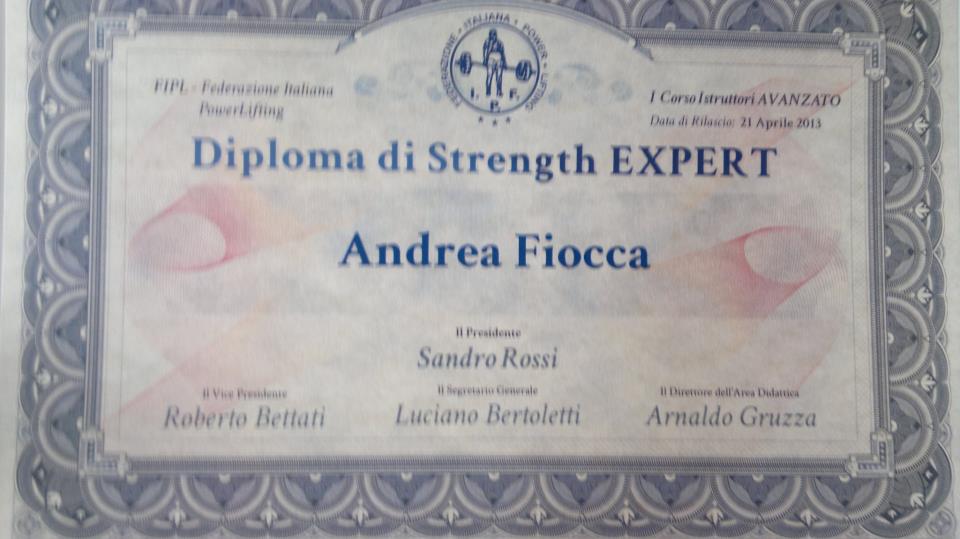 FEDERAZIONE • ITALIANA • POWER • LIFTING
I. P. F.
FIPL - Federazione Italiana
PowerLifting
I Corso Istruttori AVANZATO
Data di Rilascio: 21 Aprile 2013
Diploma di Strength EXPERT
Andrea Fiocca
Il Presidente
Sandro Rossi
Il Vice Presidente
Roberto Bettati
Il Segretario Generale
Luciano Bertoletti
Il Direttore dell'Area Didattica
Arnaldo Gruzza